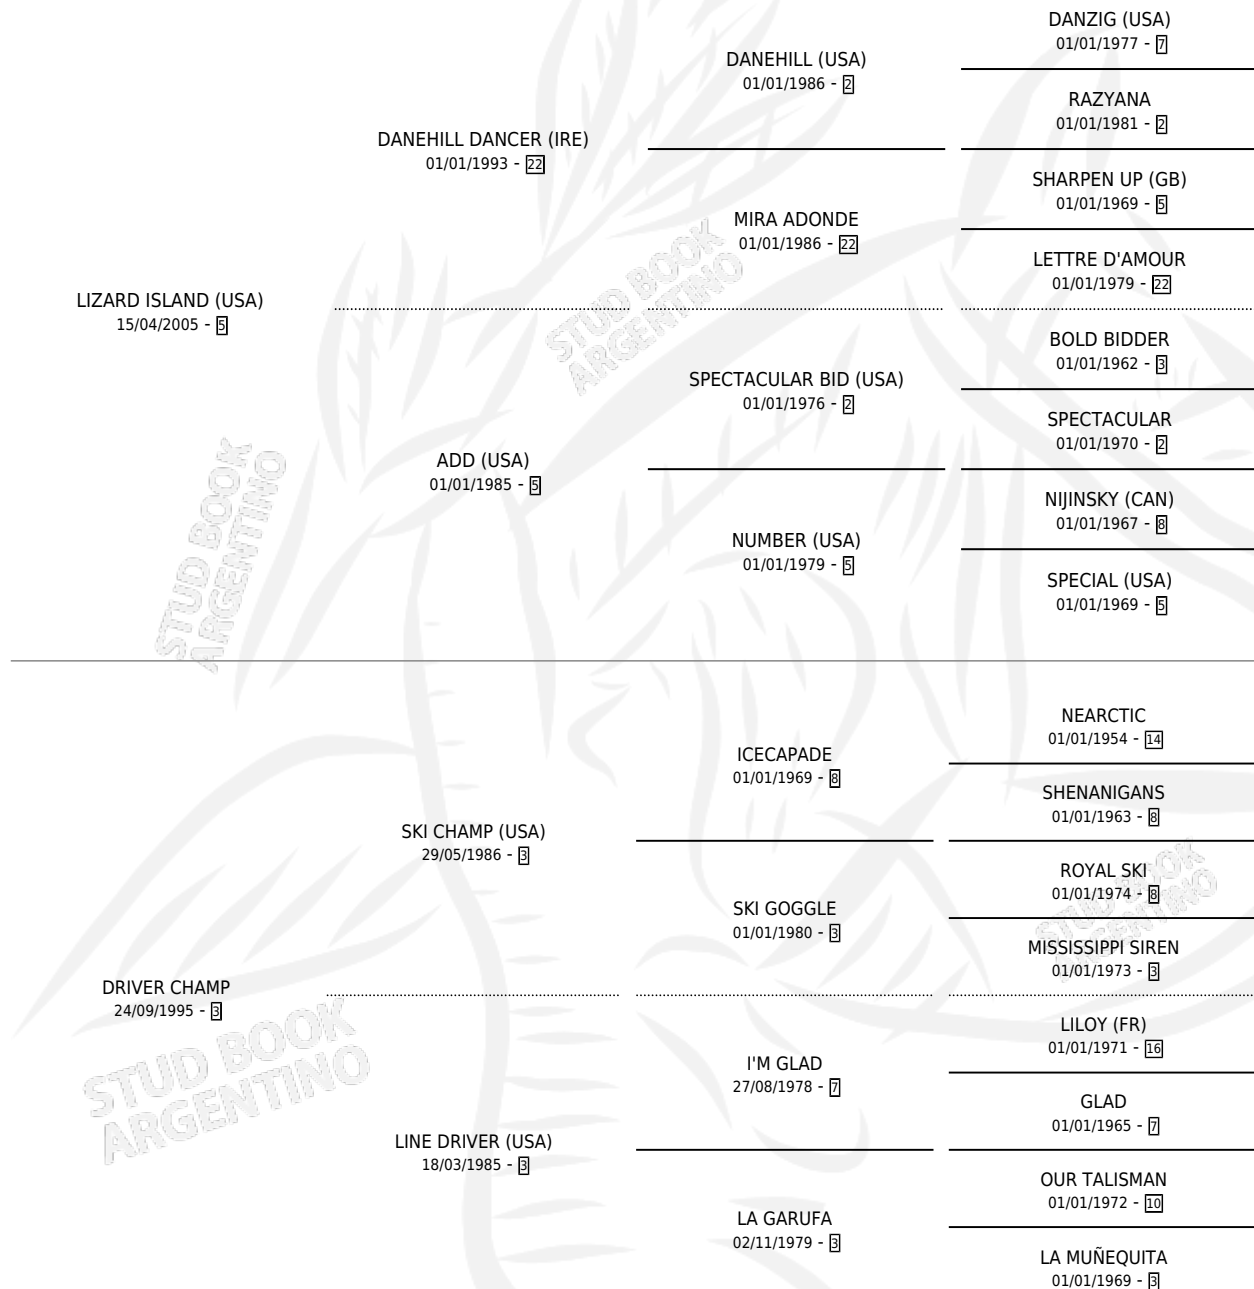 DANZIG (USA)
01/01/1977 - 7
DANEHILL (USA)
01/01/1986 - 2
RAZYANA
01/01/1981 - 2
DANEHILL DANCER (IRE)
01/01/1993 - 22
SHARPEN UP (GB)
01/01/1969 - 5
MIRA ADONDE
01/01/1986 - 22
LETTRE D'AMOUR
01/01/1979 - 22
LIZARD ISLAND (USA)
15/04/2005 - 5
STUD BOOK
ARGENTINO
BOLD BIDDER
01/01/1962 - 3
SPECTACULAR BID (USA)
01/01/1976 - 2
SPECTACULAR
01/01/1970 - 2
ADD (USA)
01/01/1985 - 5
NIJINSKY (CAN)
01/01/1967 - 8
NUMBER (USA)
01/01/1979 - 5
SPECIAL (USA)
01/01/1969 - 5
STUD BOOK
ARGENTINO
NEARCTIC
01/01/1954 - 14
ICECAPADE
01/01/1969 - 8
SHENANIGANS
01/01/1963 - 8
SKI CHAMP (USA)
29/05/1986 - 3
ROYAL SKI
01/01/1974 - 8
SKI GOGGLE
01/01/1980 - 3
STUD BOOK
ARGENTINO
MISSISSIPPI SIREN
01/01/1973 - 3
DRIVER CHAMP
24/09/1995 - 3
STUD BOOK
ARGENTINO
LILOY (FR)
01/01/1971 - 16
I'M GLAD
27/08/1978 - 7
GLAD
01/01/1965 - 7
LINE DRIVER (USA)
18/03/1985 - 3
OUR TALISMAN
01/01/1972 - 10
LA GARUFA
02/11/1979 - 3
LA MUÑEQUITA
01/01/1969 - 3